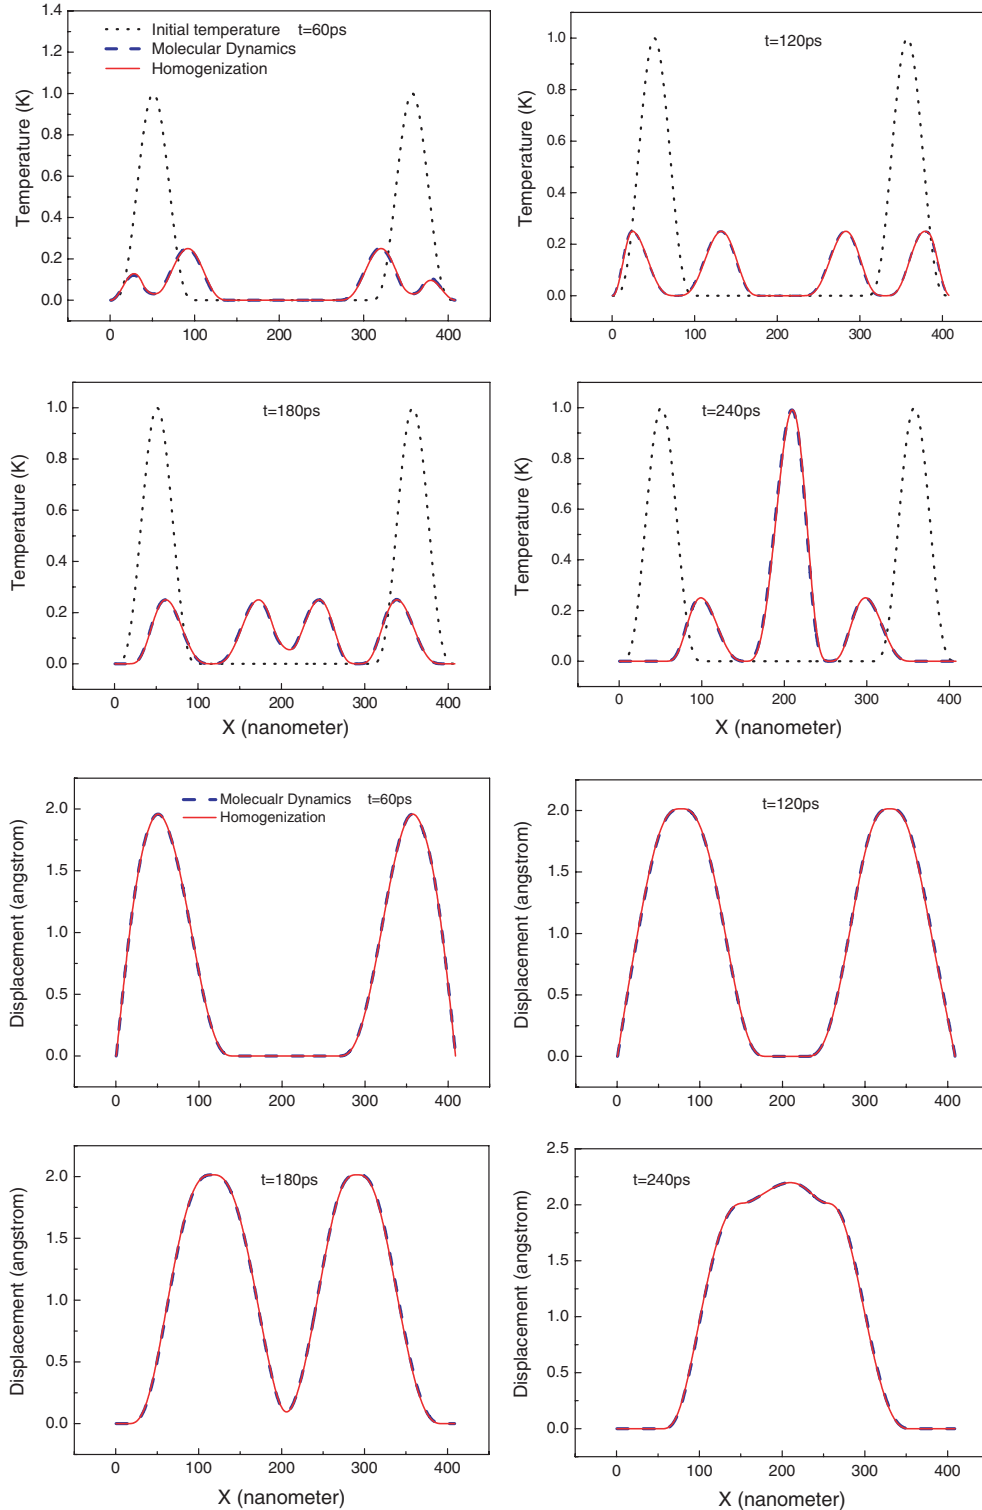 1.4
1.2
1.0
0.8
0.6
0.4
0.2
0.0
Temperature (K)
Initial temperature t=60ps
Molecular Dynamics
Homogenization
0 100 200 300 400
1.0
0.8
0.6
0.4
0.2
0.0
Temperature (K)
t=120ps
0 100 200 300 400
1.0
0.8
0.6
0.4
0.2
0.0
Temperature (K)
t=180ps
0 100 200 300 400
X (nanometer)
1.0
0.8
0.6
0.4
0.2
0.0
Temperature (K)
t=240ps
0 100 200 300 400
X (nanometer)
2.0
1.5
1.0
0.5
0.0
Displacement (angstrom)
Molecualr Dynamics t=60ps
Homogenization
0 100 200 300 400
2.0
1.5
1.0
0.5
0.0
Displacement (angstrom)
t=120ps
0 100 200 300 400
2.0
1.5
1.0
0.5
0.0
Displacement (angstrom)
t=180ps
0 100 200 300 400
X (nanometer)
2.5
2.0
1.5
1.0
0.5
0.0
Displacement (angstrom)
t=240ps
0 100 200 300 400
X (nanometer)